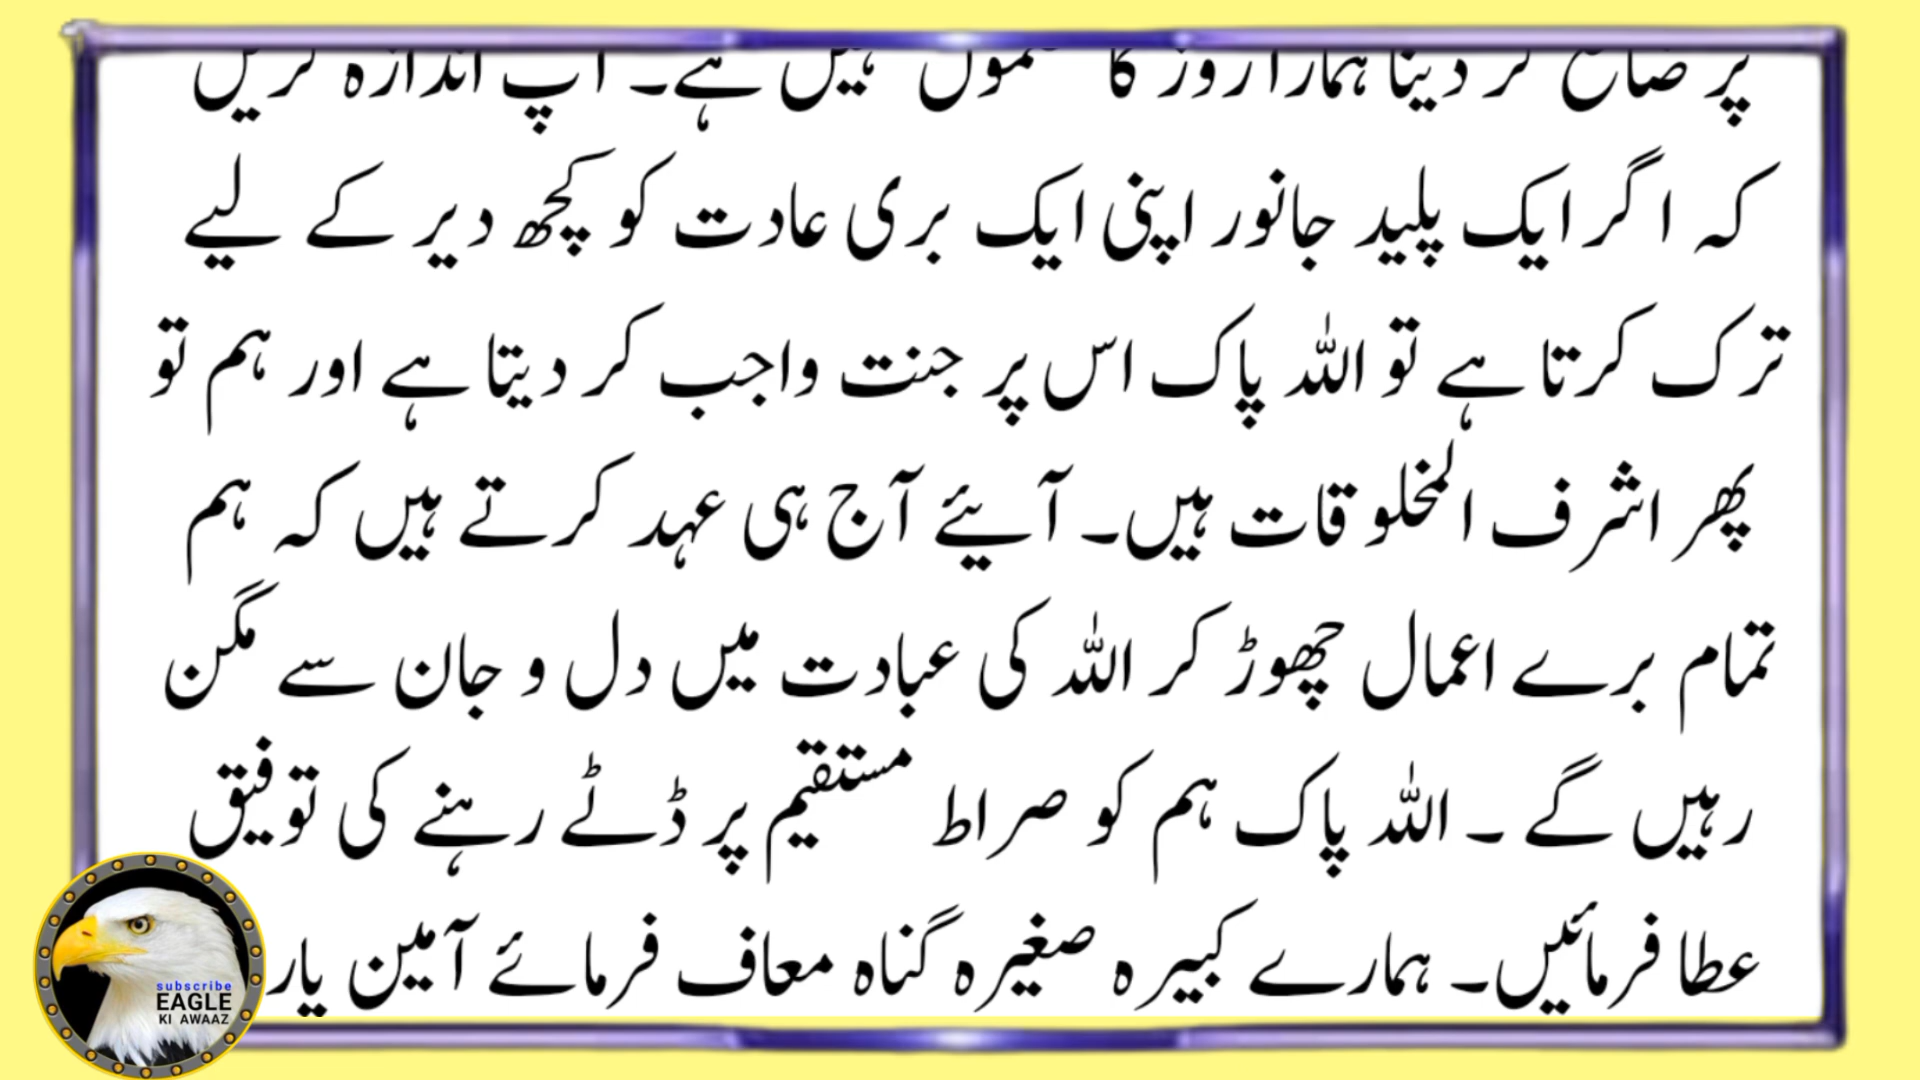 پر ضائع کر دینا ہمارا روز کا معمول نہیں ہے۔ آپ اندازہ کریں
کہ اگر ایک پلید جانور اپنی ایک بری عادت کو کچھ دیر کے لیے
ترک کرتا ہے تو اللہ پاک اس پر جنت واجب کر دیتا ہے اور ہم تو
پھر اشرف المخلوقات ہیں۔ آیئے آج ہی عہد کرتے ہیں کہ ہم
تمام برے اعمال چھوڑ کر اللہ کی عبادت میں دل و جان سے مگن
رہیں گے ۔ اللہ پاک ہم کو صراط مستقیم پر ڈٹے رہنے کی توفیق
عطا فرمائیں۔ ہمارے کبیرہ صغیرہ گناہ معاف فرمائے آمین یار
subscribe
EAGLE
KI AWAAZ